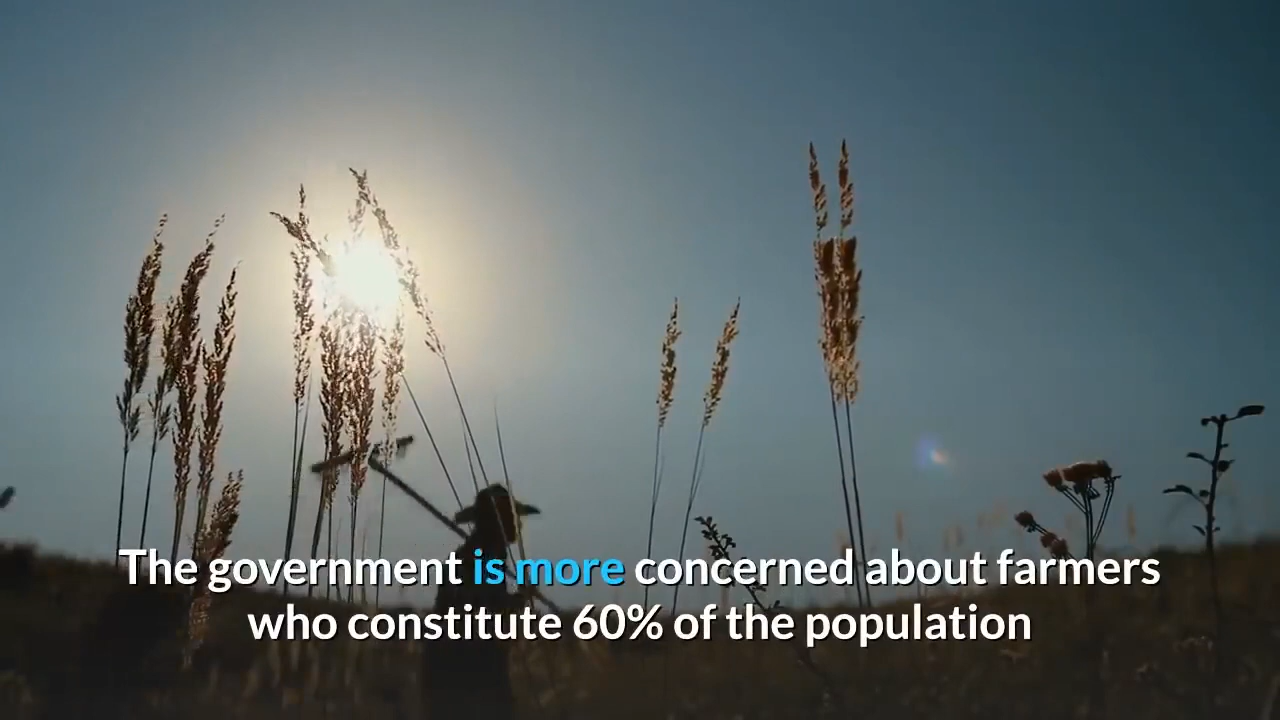 The government is more concerned about farmers
who constitute 60% of the population